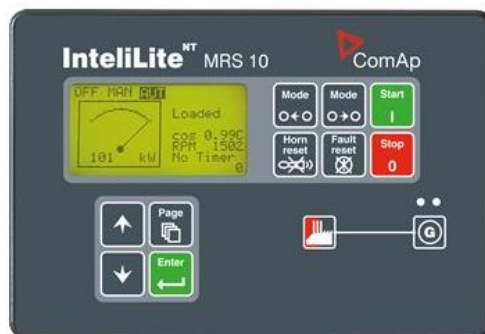 InteliLite NT MRS 10
ComAp
OFF MAN AUT
Loaded
cos 0.99C
RPM 1502
No Timer
0
101 kW
Mode
Mode
Start
I
Horn reset
Fault reset
Stop
0
Page
Enter
G